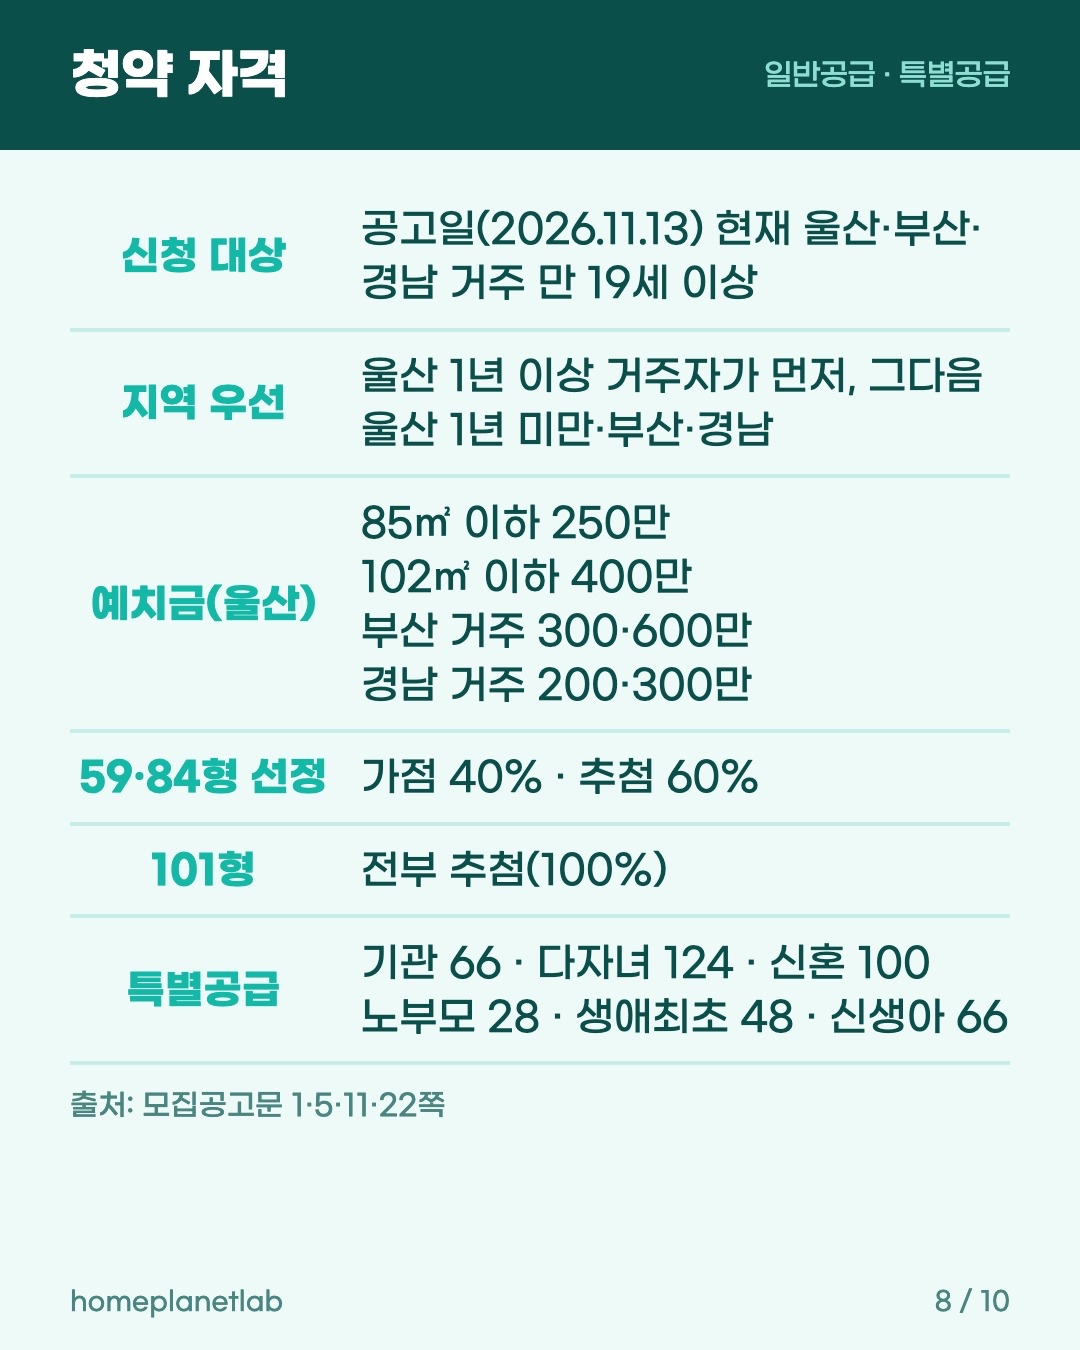 청약 자격
일반공급 · 특별공급
신청 대상
공고일(2026.11.13) 현재 울산·부산·
경남 거주 만 19세 이상
지역 우선
울산 1년 이상 거주자가 먼저, 그다음
울산 1년 미만·부산·경남
예치금(울산)
85㎡ 이하 250만
102㎡ 이하 400만
부산 거주 300·600만
경남 거주 200·300만
59·84형 선정
가점 40% · 추첨 60%
101형
전부 추첨(100%)
특별공급
기관 66 · 다자녀 124 · 신혼 100
노부모 28 · 생애최초 48 · 신생아 66
출처: 모집공고문 1·5·11·22쪽
homeplanetlab
8 / 10